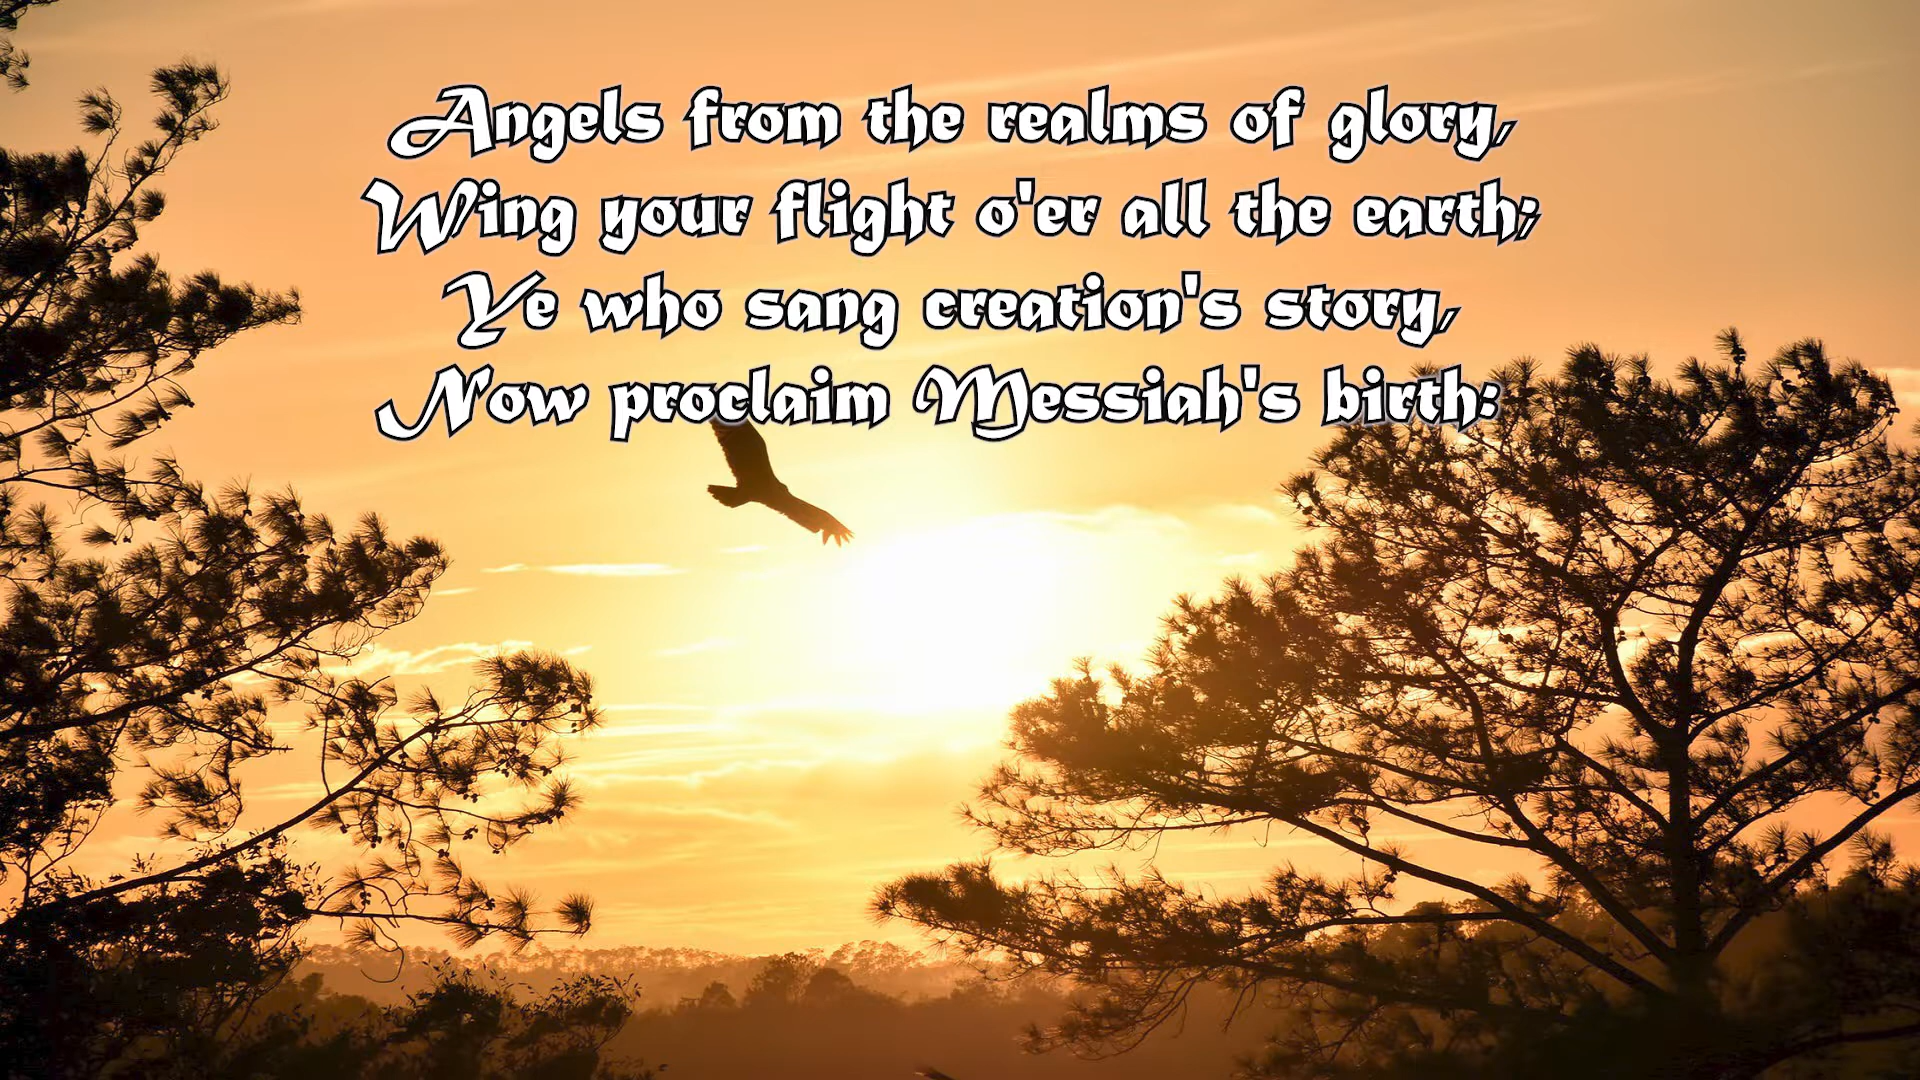 Angels from the realms of glory,
Wing your flight o'er all the earth;
Ye who sang creation's story,
Now proclaim Messiah's birth: